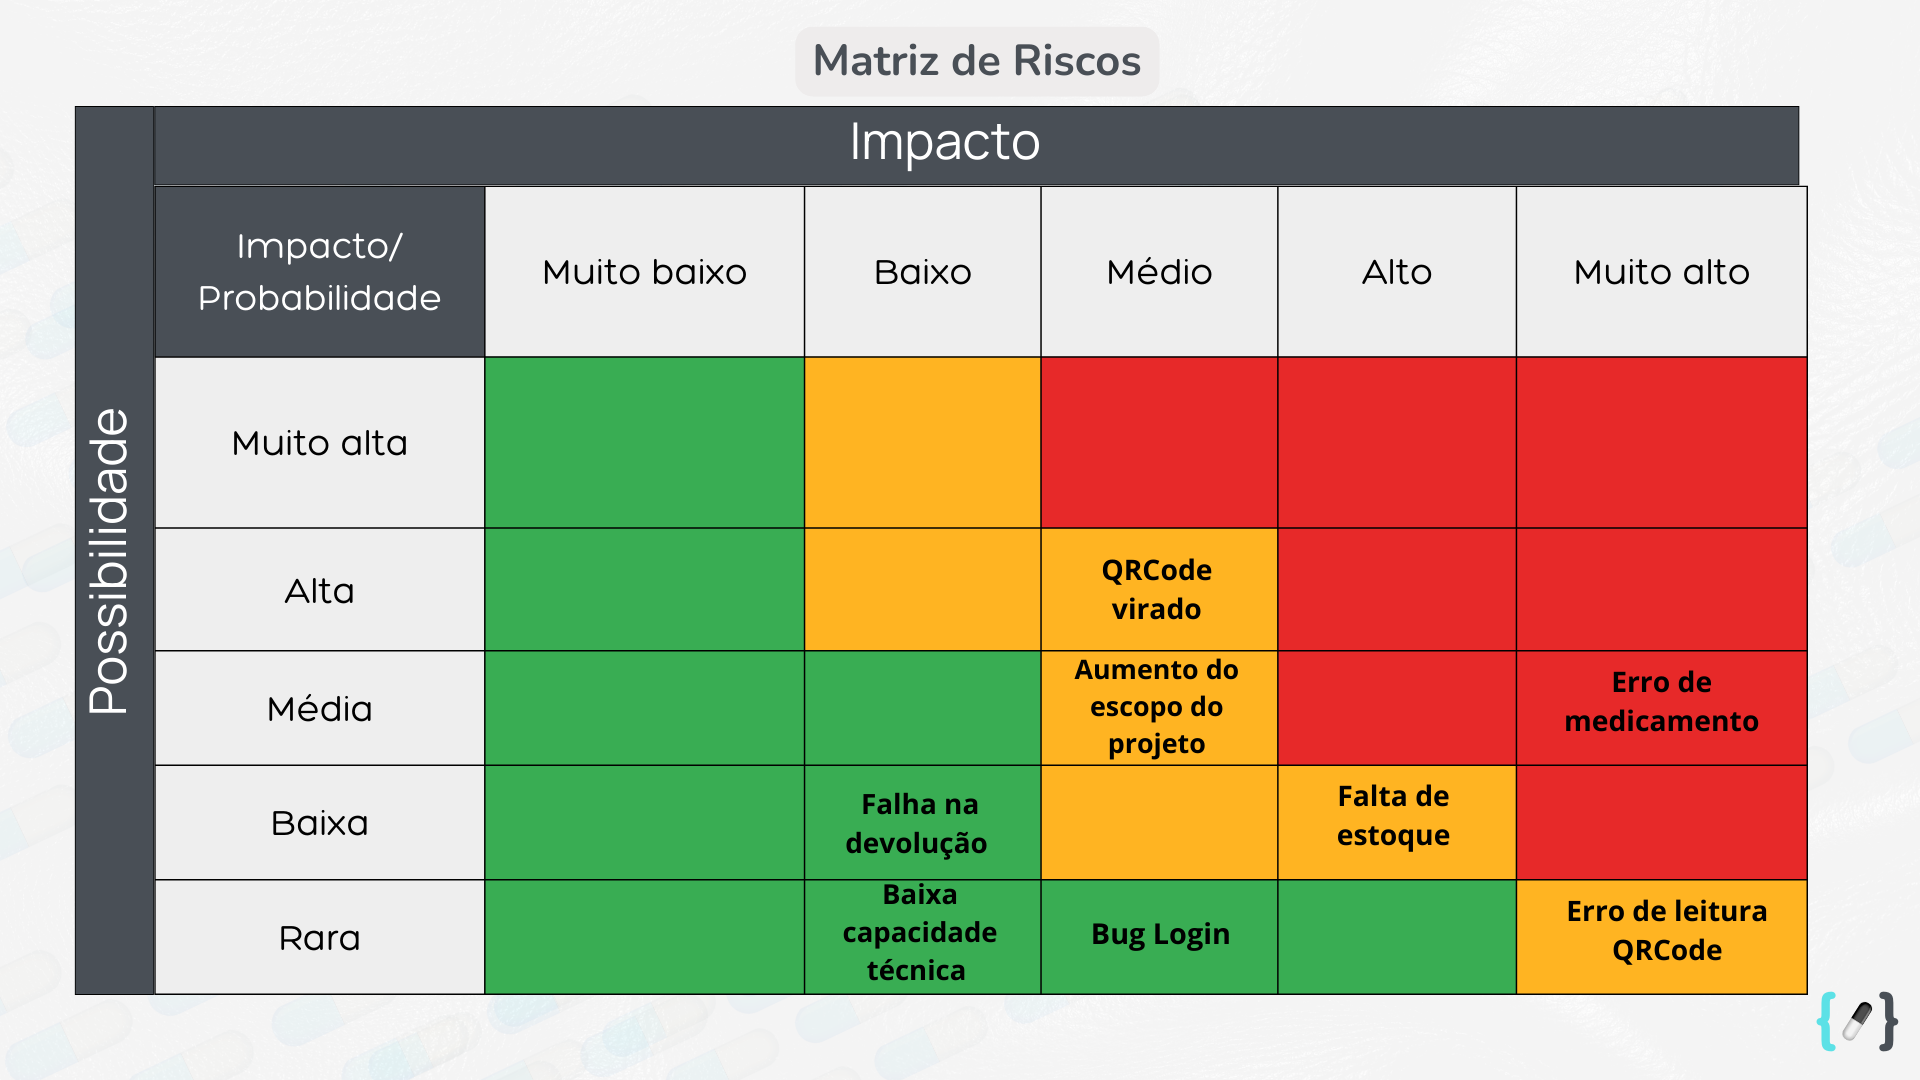 Matriz de Riscos
Impacto
Possibilidade
Impacto/
Probabilidade
Muito baixo
Baixo
Médio
Alto
Muito alto
Muito alta
Alta
QRCode
virado
Média
Aumento do
escopo do
projeto
Erro de
medicamento
Baixa
Falha na
devolução
Falta de
estoque
Rara
Baixa
capacidade
técnica
Bug Login
Erro de leitura
QRCode
{ }